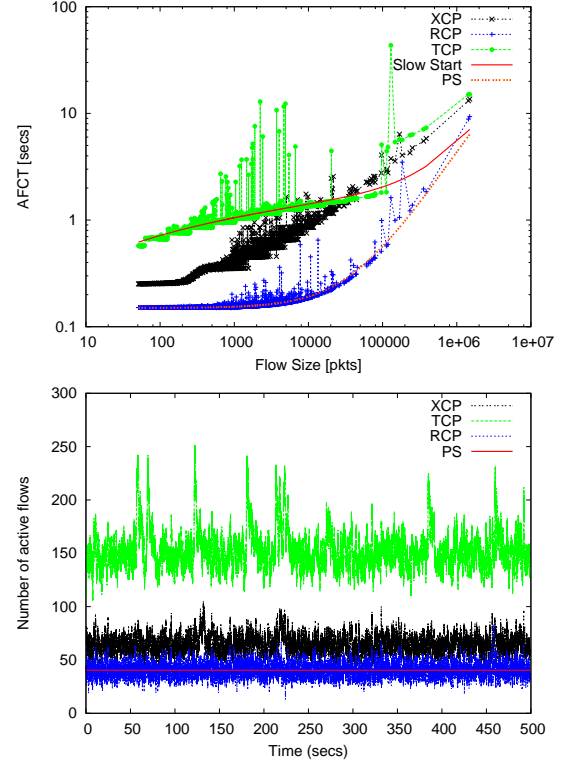 100
10
1
0.1
AFCT [secs]
XCP
RCP
TCP
Slow Start
PS
10 100 1000 10000 100000 1e+06 1e+07
Flow Size [pkts]
300
250
200
150
100
50
0
Number of active flows
XCP
TCP
RCP
PS
0 50 100 150 200 250 300 350 400 450 500
Time (secs)